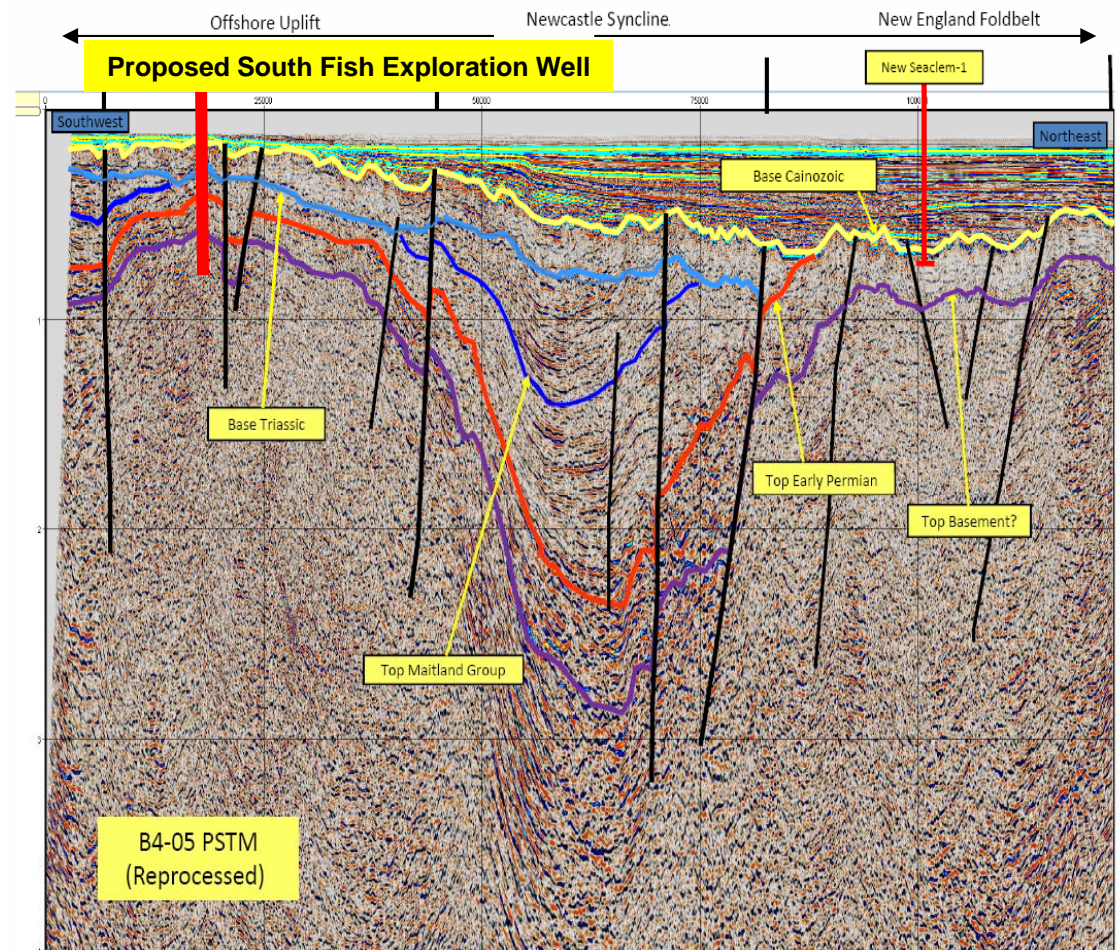 Offshore Uplift
Newcastle Syncline.
New England Foldbelt
Proposed South Fish Exploration Well
New Seaclem-1
0
25000
50000
75000
Southwest
Northeast
Base Cainozoic
1
Base Triassic
Top Early Permian
Top Basement?
2
Top Maitland Group
3
B4-05 PSTM
(Reprocessed)